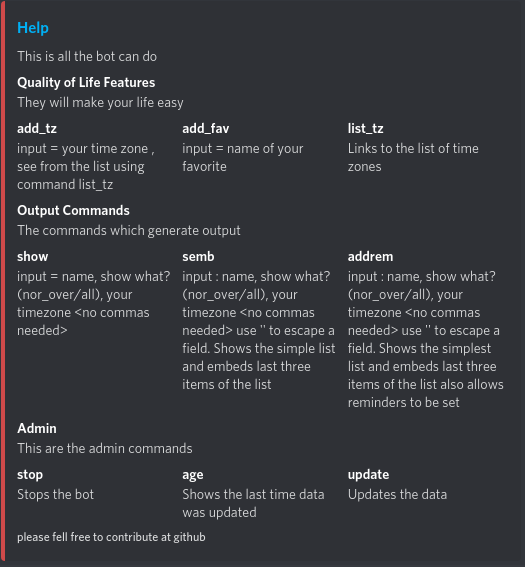 Help
This is all the bot can do
Quality of Life Features
They will make your life easy
add_tz
input = your time zone ,
see from the list using
command list_tz
add_fav
input = name of your
favorite
list_tz
Links to the list of time
zones
Output Commands
The commands which generate output
show
input = name, show what?
(nor_over/all), your
timezone <no commas
needed>
semb
input : name, show what?
(nor_over/all), your
timezone <no commas
needed> use '' to escape a
field. Shows the simple list
and embeds last three
items of the list
addrem
input : name, show what?
(nor_over/all), your
timezone <no commas
needed> use '' to escape a
field. Shows the simplest
list and embeds last three
items of the list also allows
reminders to be set
Admin
This are the admin commands
stop
Stops the bot
age
Shows the last time data
was updated
update
Updates the data
please fell free to contribute at github